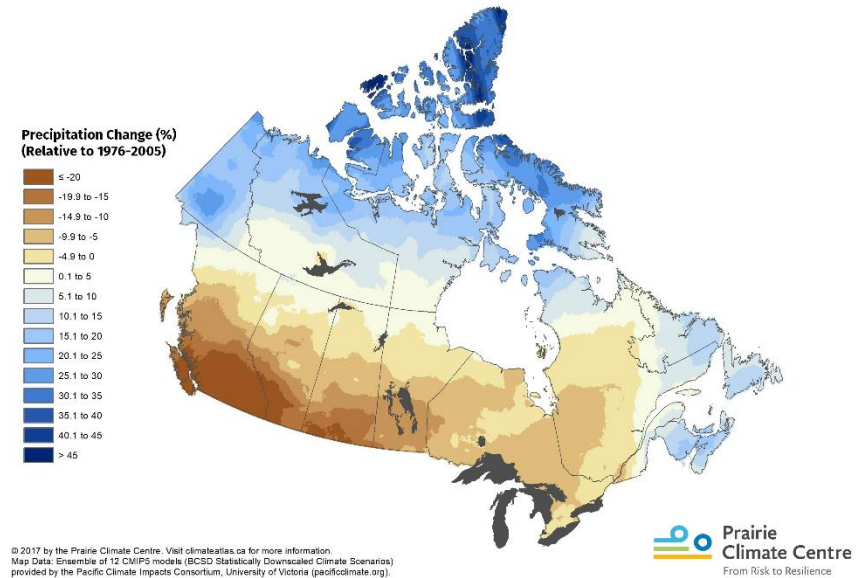 Precipitation Change (%)
(Relative to 1976-2005)
≤ -20
-19.9 to -15
-14.9 to -10
-9.9 to -5
-4.9 to 0
0.1 to 5
5.1 to 10
10.1 to 15
15.1 to 20
20.1 to 25
25.1 to 30
30.1 to 35
35.1 to 40
40.1 to 45
> 45
© 2017 by the Prairie Climate Centre. Visit climateatlas.ca for more information.
Map Data: Ensemble of 12 CMIP5 models (BCSD Statistically Downscaled Climate Scenarios)
provided by the Pacific Climate Impacts Consortium, University of Victoria (pacificclimate.org).
Prairie
Climate Centre
From Risk to Resilience